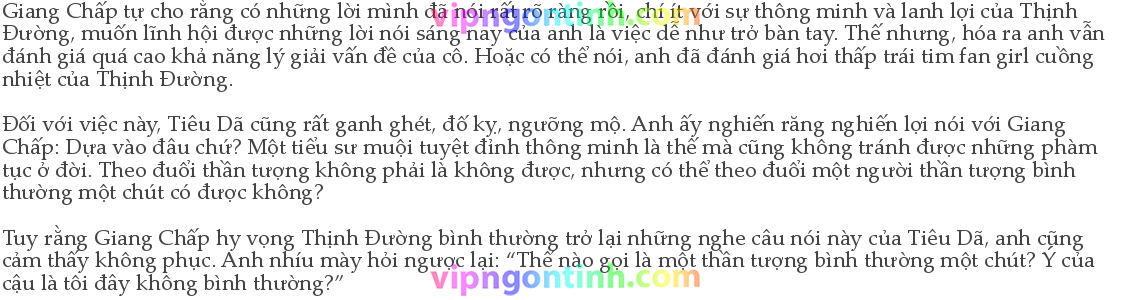 Giang Chấp tự cho rằng có những lời mình đã nói rất rõ ràng rồi, chí ít với sự thông minh và lanh lợi của Thịnh
Đường, muốn lĩnh hội được những lời nói sáng nay của anh là việc dễ như trở bàn tay. Thế nhưng, hóa ra anh vẫn
đánh giá quá cao khả năng lý giải vấn đề của cô. Hoặc có thể nói, anh đã đánh giá hơi thấp trái tim fan girl cuồng
nhiệt của Thịnh Đường.
Đối với việc này, Tiêu Dã cũng rất ganh ghét, đố kỵ, ngưỡng mộ. Anh ấy nghiến răng nghiến lợi nói với Giang
Chấp: Dựa vào đâu chứ? Một tiểu sư muội tuyệt đỉnh thông minh là thế mà cũng không tránh được những phàm
tục ở đời. Theo đuổi thần tượng không phải là không được, nhưng có thể theo đuổi một người thần tượng bình
thường một chút có được không?
Tuy rằng Giang Chấp hy vọng Thịnh Đường bình thường trở lại những nghe câu nói này của Tiêu Dã, anh cũng
cảm thấy không phục. Anh nhíu mày hỏi ngược lại: “Thế nào gọi là một thần tượng bình thường một chút? Ý của
cậu là tôi đây không bình thường?”
vipngontinh.com
vipngontinh.com